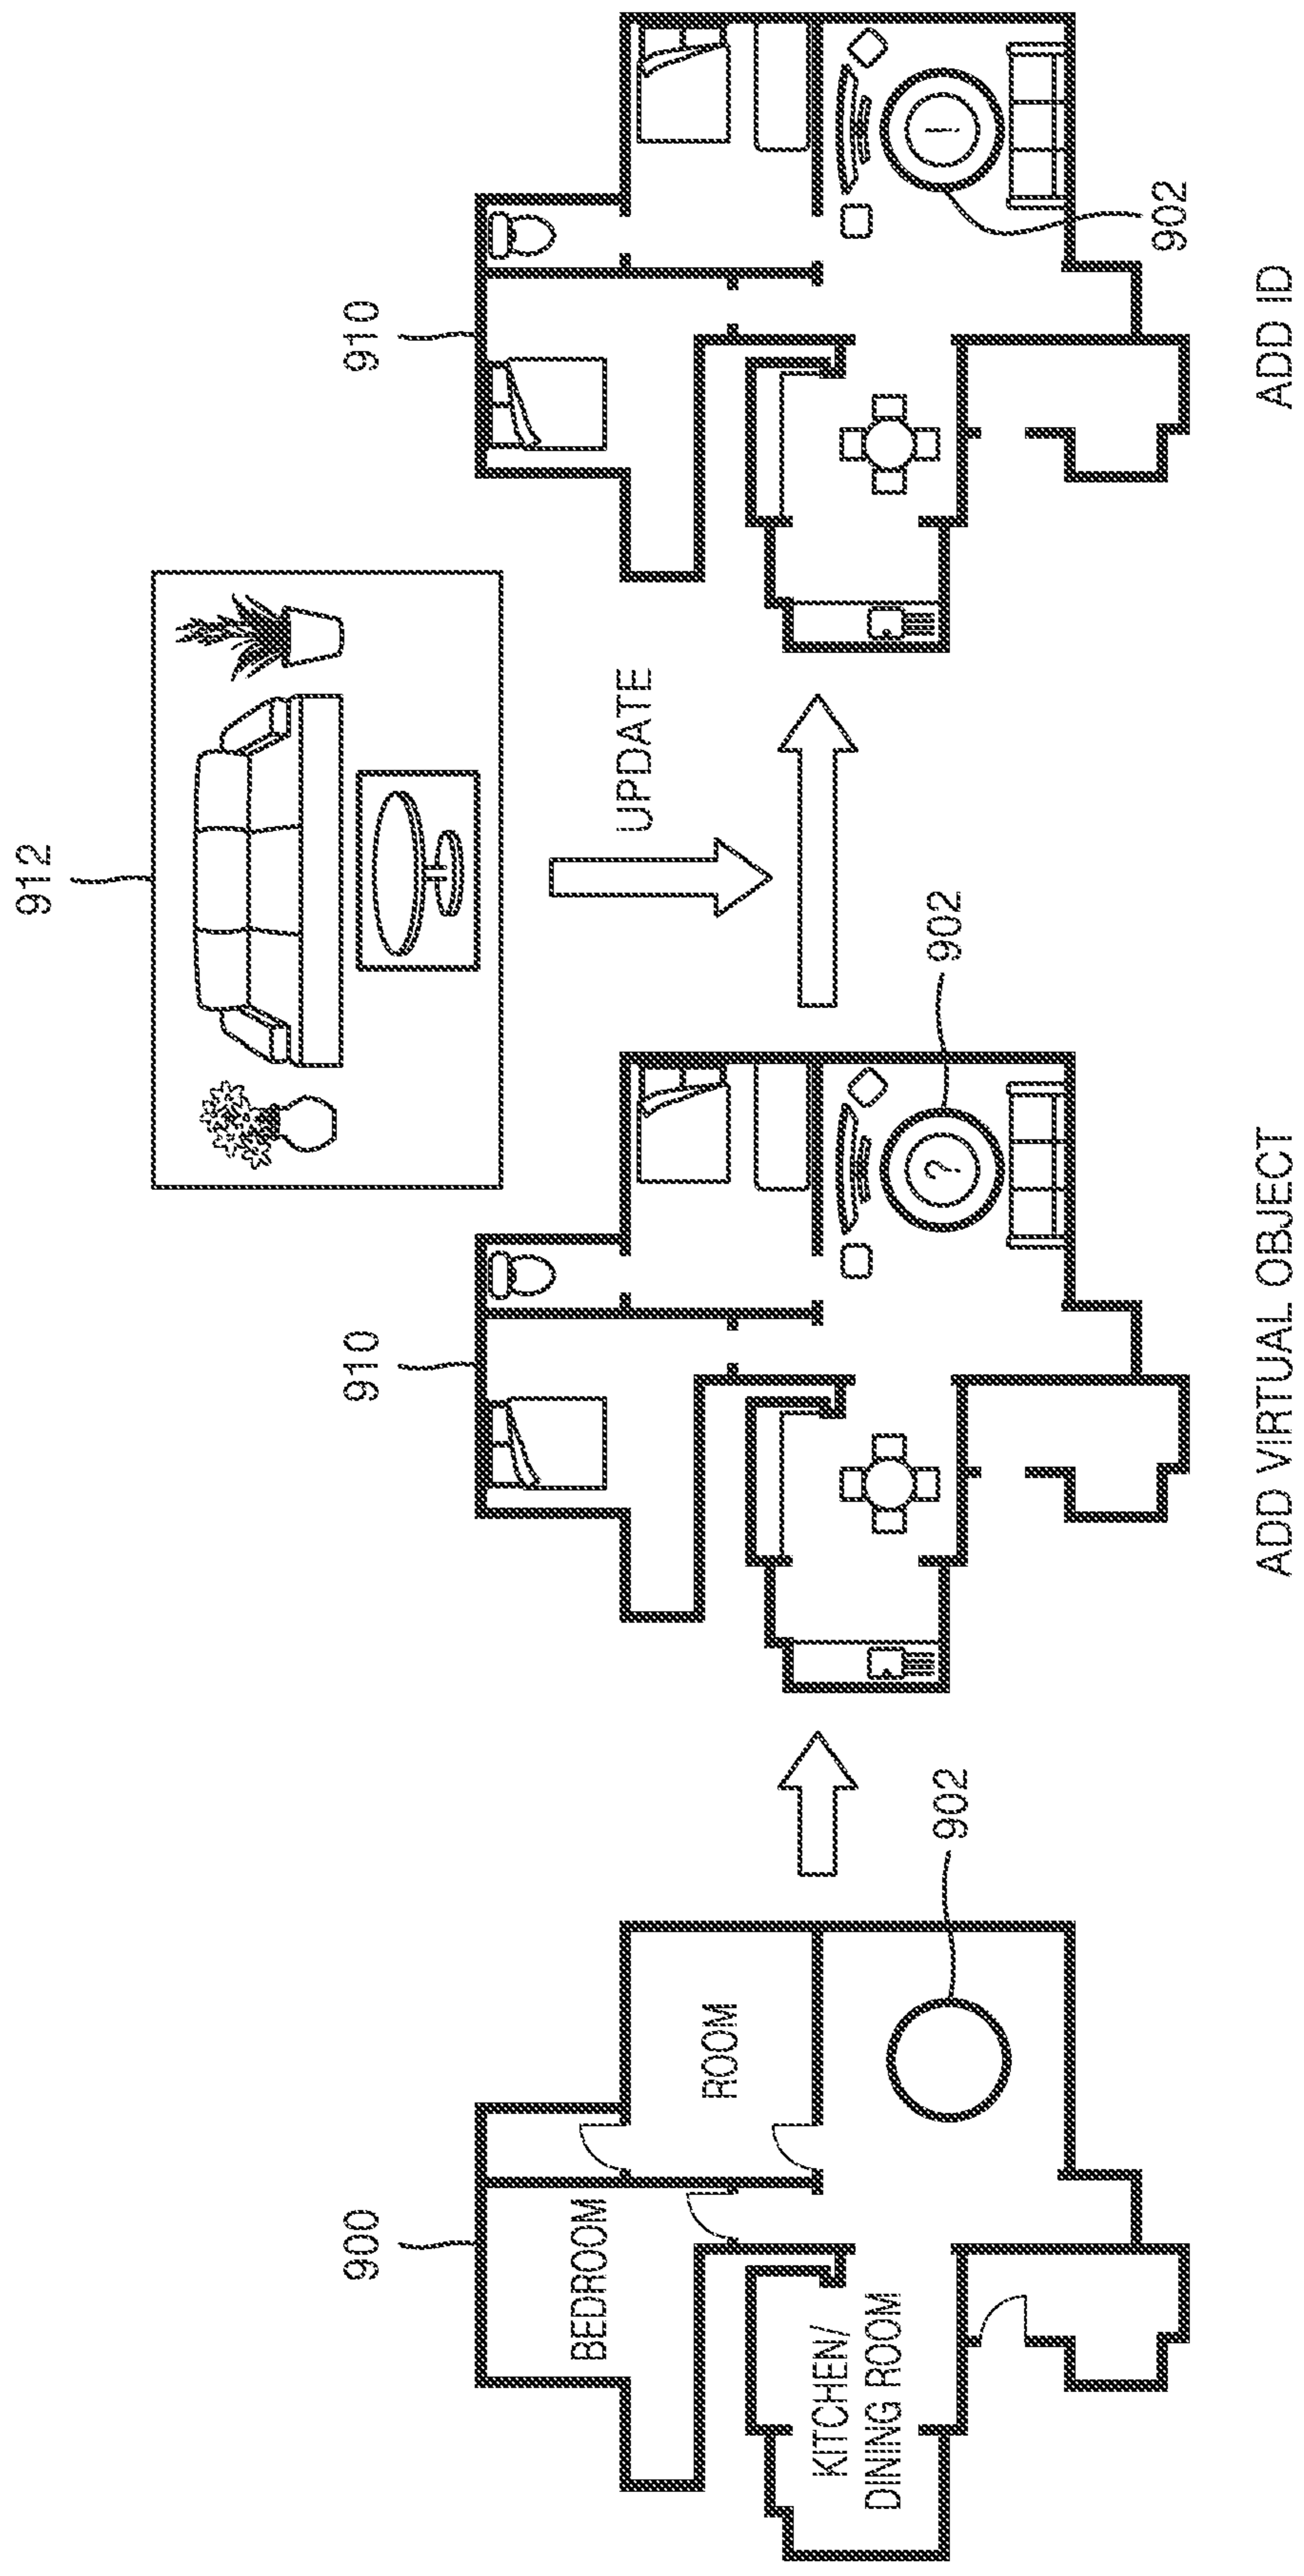 912
900
910
910
BEDROOM
ROOM
KITCHEN/
DINING ROOM
902
?
902
UPDATE
!
902
ADD VIRTUAL OBJECT
ADD ID